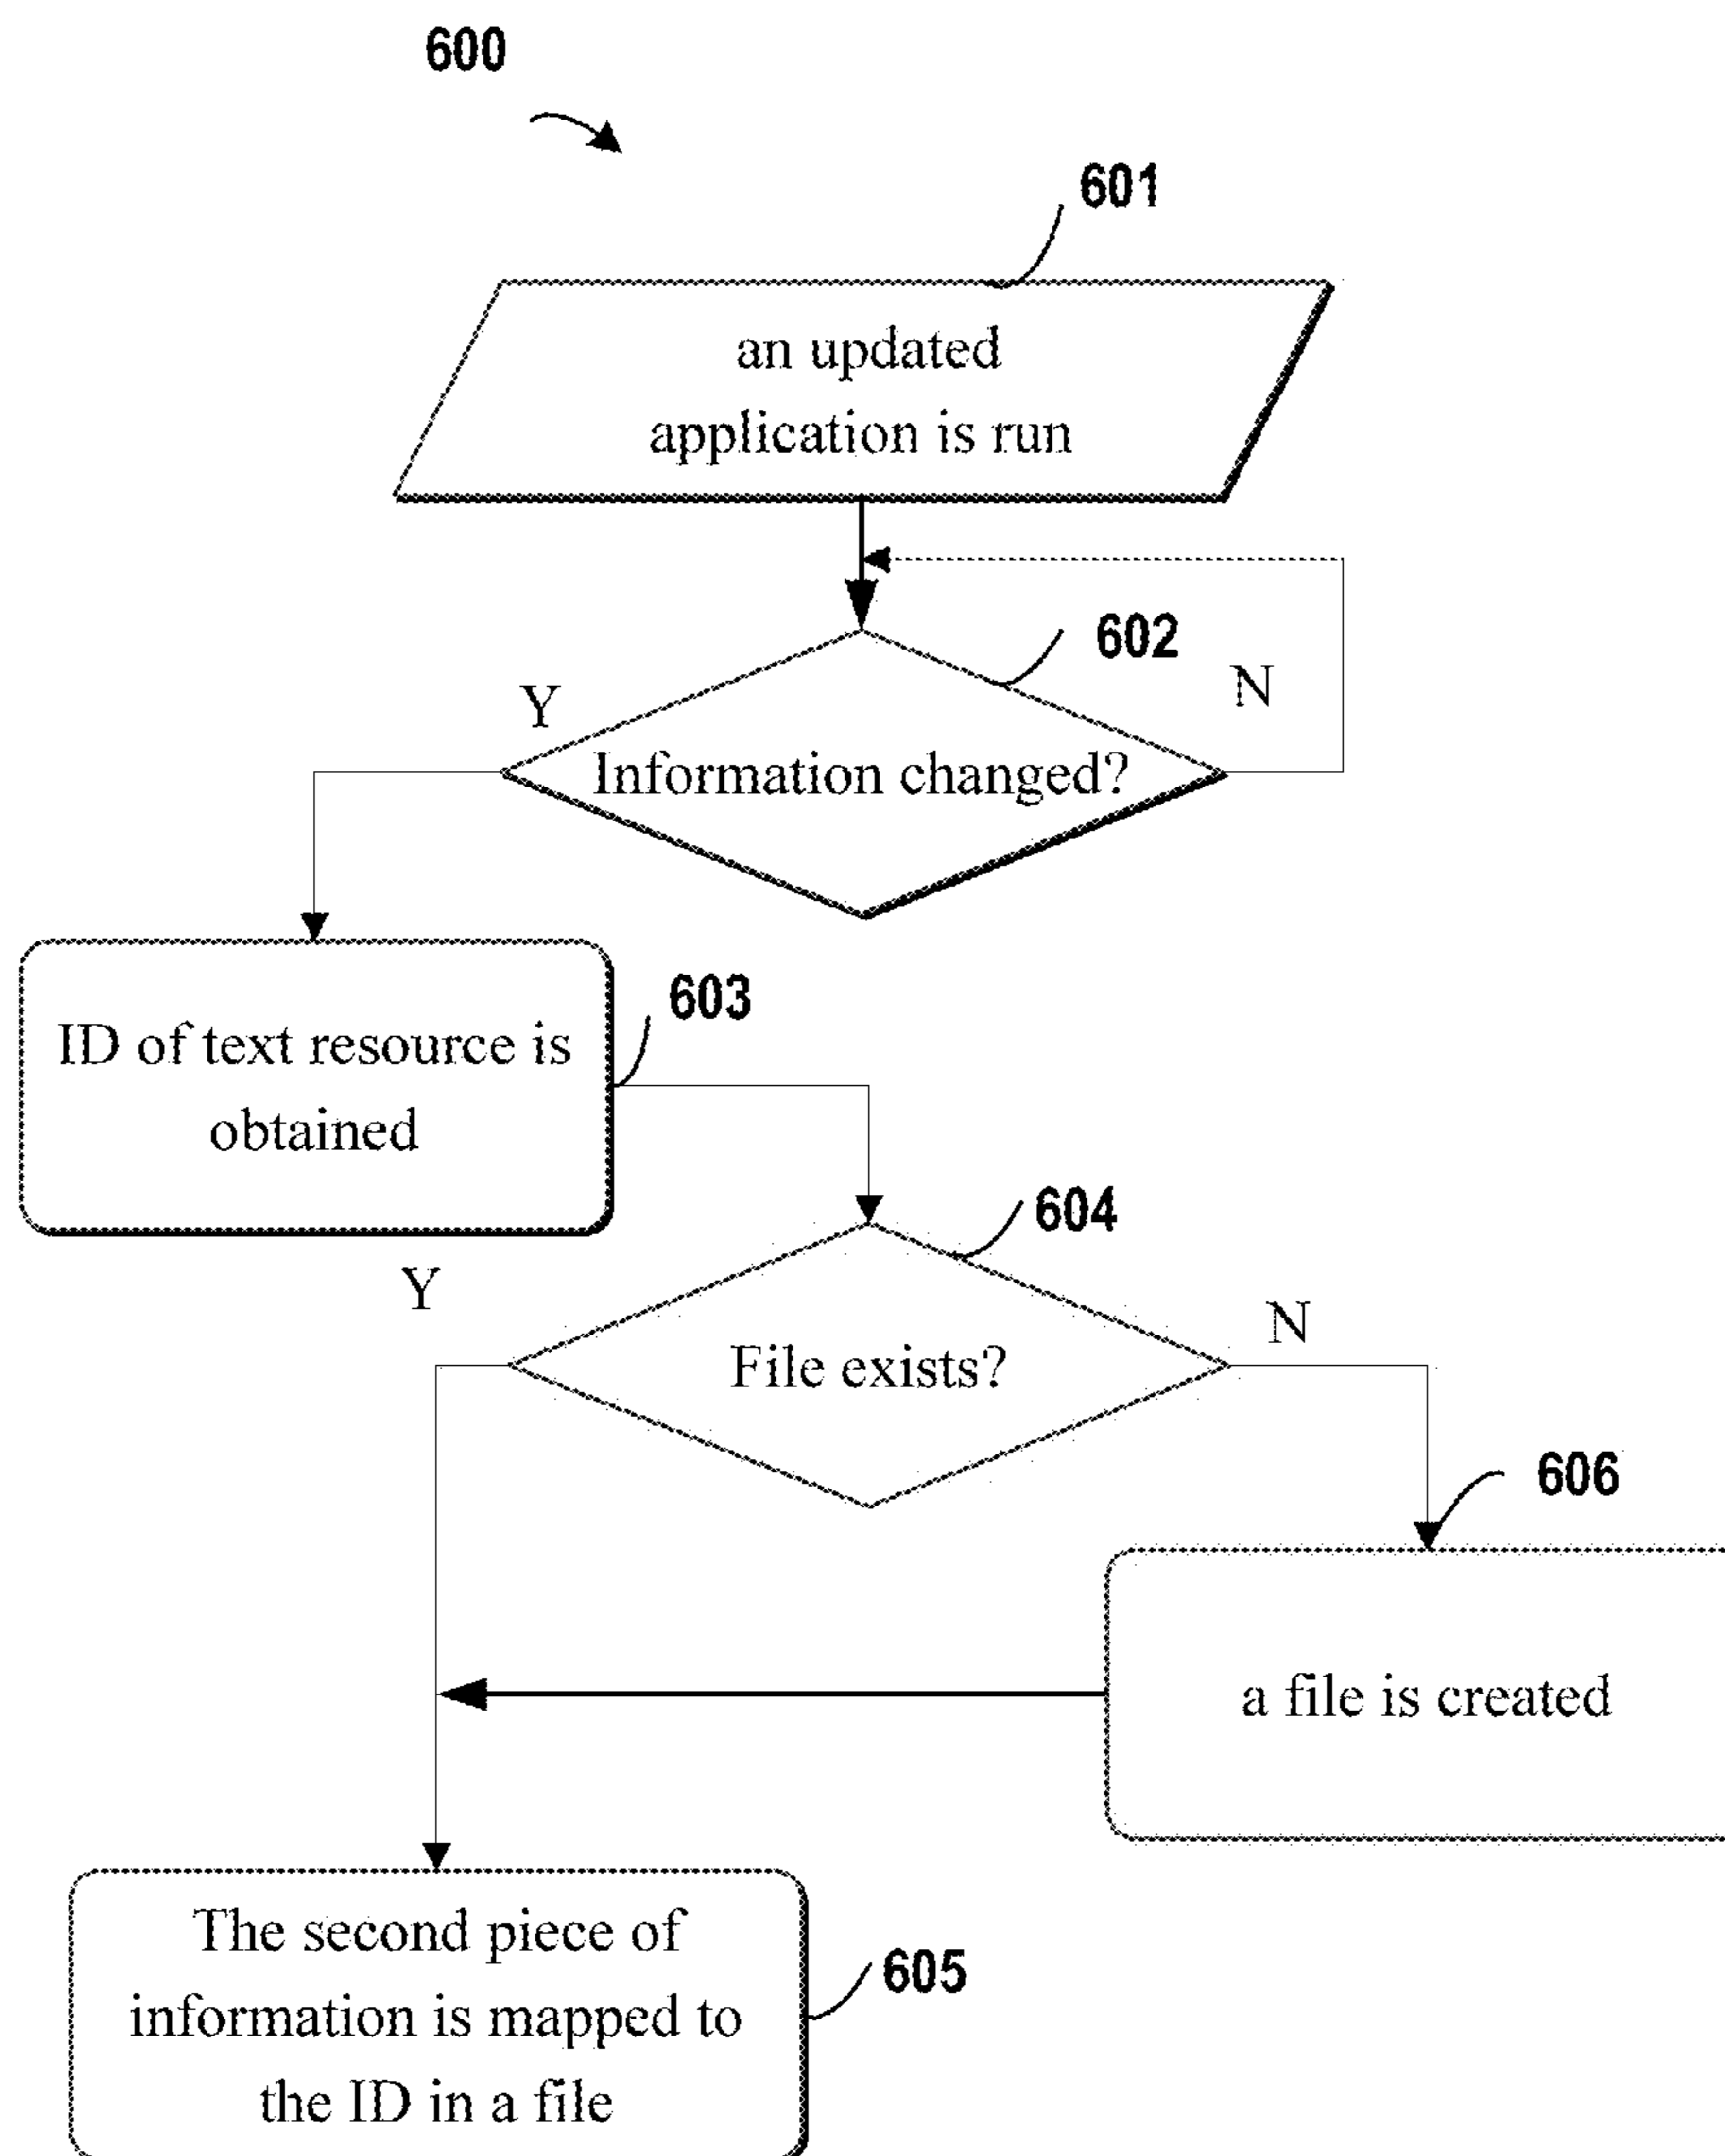 600
601
an updated
application is run
602
Y
N
Information changed?
603
ID of text resource is
obtained
604
Y
N
File exists?
606
a file is created
The second piece of
605
information is mapped to
the ID in a file